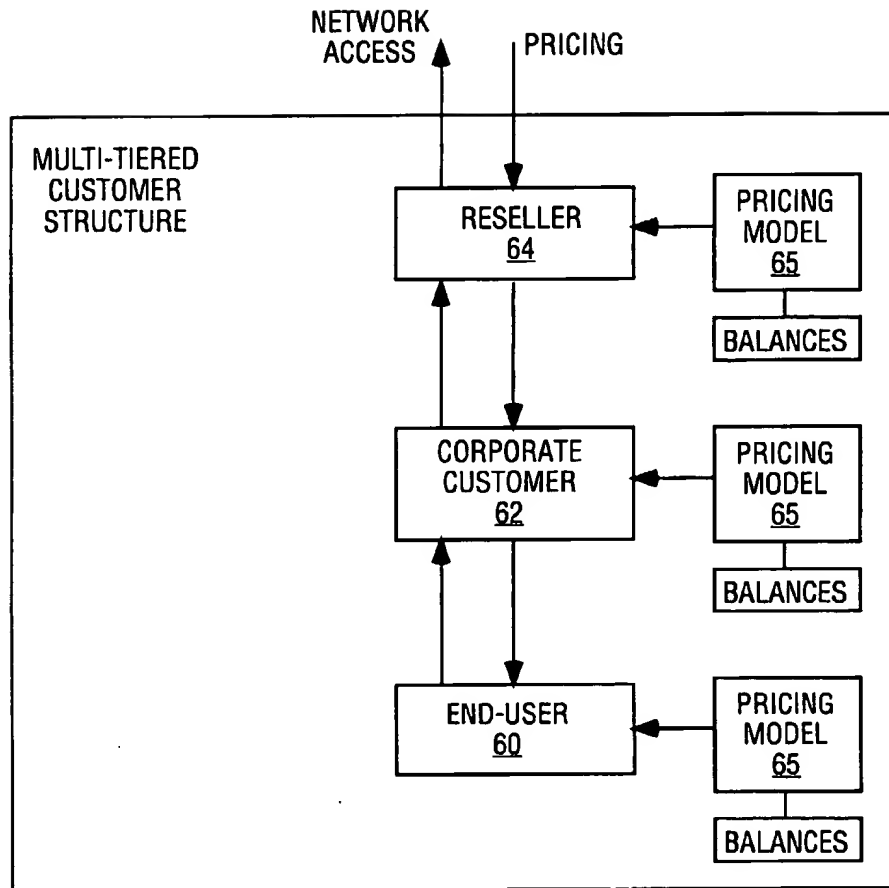 NETWORK
ACCESS
PRICING
MULTI-TIERED
CUSTOMER
STRUCTURE
RESELLER
64
PRICING
MODEL
65
BALANCES
CORPORATE
CUSTOMER
62
PRICING
MODEL
65
BALANCES
END-USER
60
PRICING
MODEL
65
BALANCES